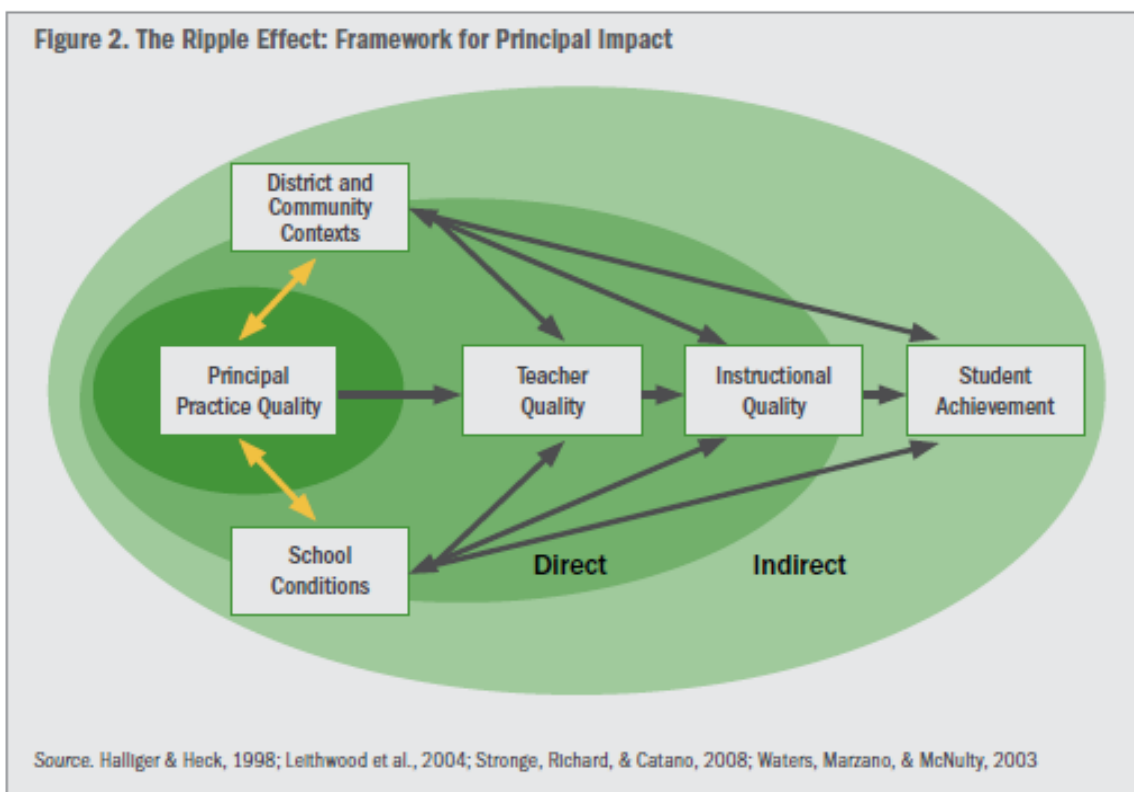 Figure 2. The Ripple Effect: Framework for Principal Impact
District and
Community
Contexts
Principal
Practice Quality
Teacher
Quality
Instructional
Quality
Student
Achievement
School
Conditions
Direct
Indirect
Source. Halliger & Heck, 1998; Leithwood et al., 2004; Stronge, Richard, & Catano, 2008; Waters, Marzano, & McNulty, 2003